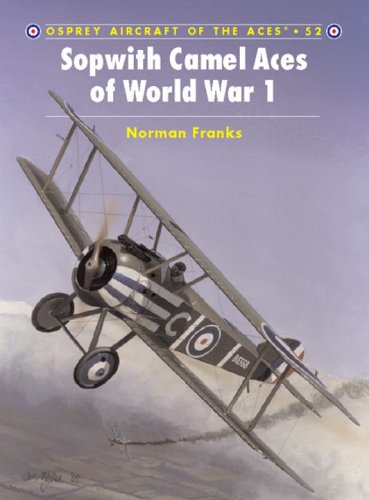 OSPREY AIRCRAFT OF THE ACES® • 52
Sopwith Camel Aces
of World War 1
Norman Franks
C